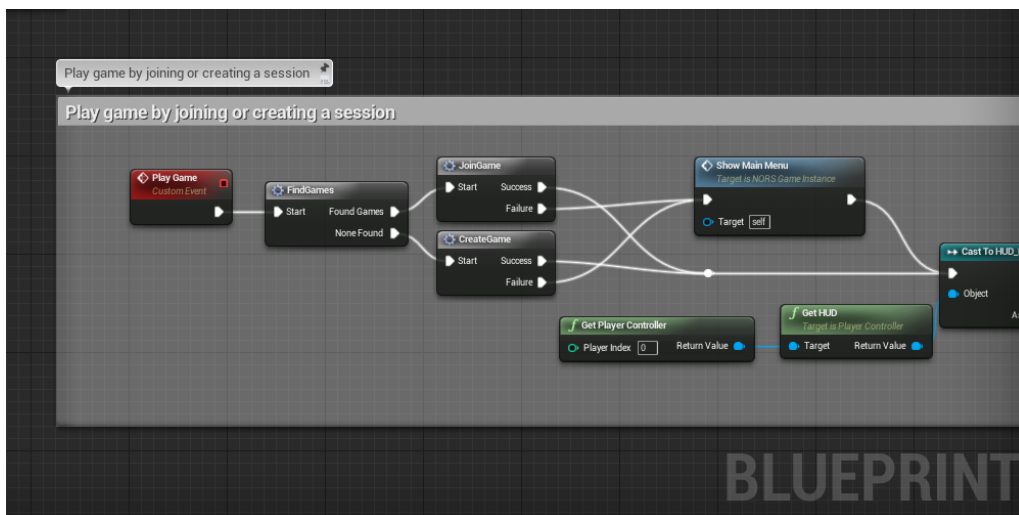 Play game by joining or creating a session
Play game by joining or creating a session
Play Game
Custom Event
FindGames
Start Found Games
None Found
JoinGame
Start Success
Failure
CreateGame
Start Success
Failure
Show Main Menu
Target is NORS Game Instance
Target self
Get Player Controller
Player Index 0 Return Value
Get HUD
Target is Player Controller
Target Return Value
Cast To HUD_
Object
As
BLUEPRINT